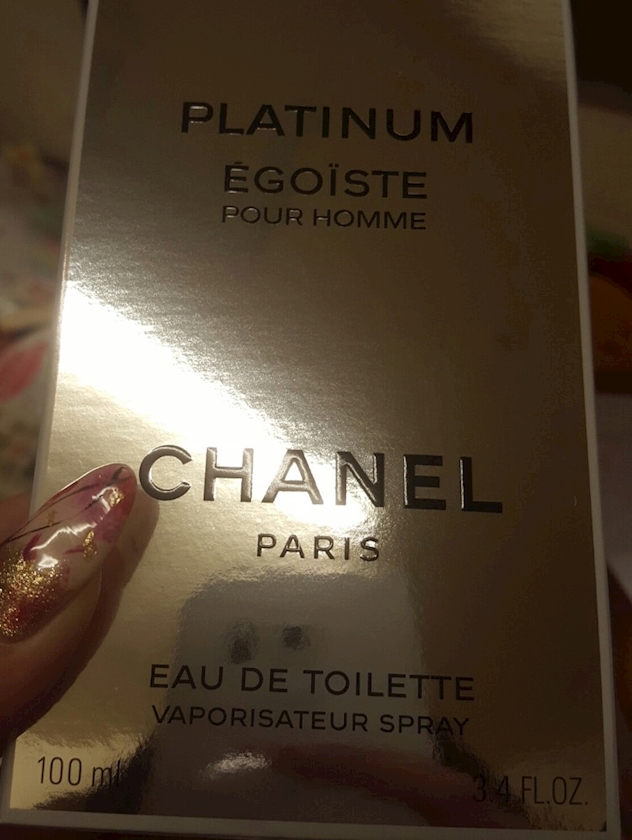 PLATINUM
ÉGOÏSTE
POUR HOMME
CHANEL
PARIS
EAU DE TOILETTE
VAPORISATEUR SPRAY
100 ml 3.4 FL.OZ.